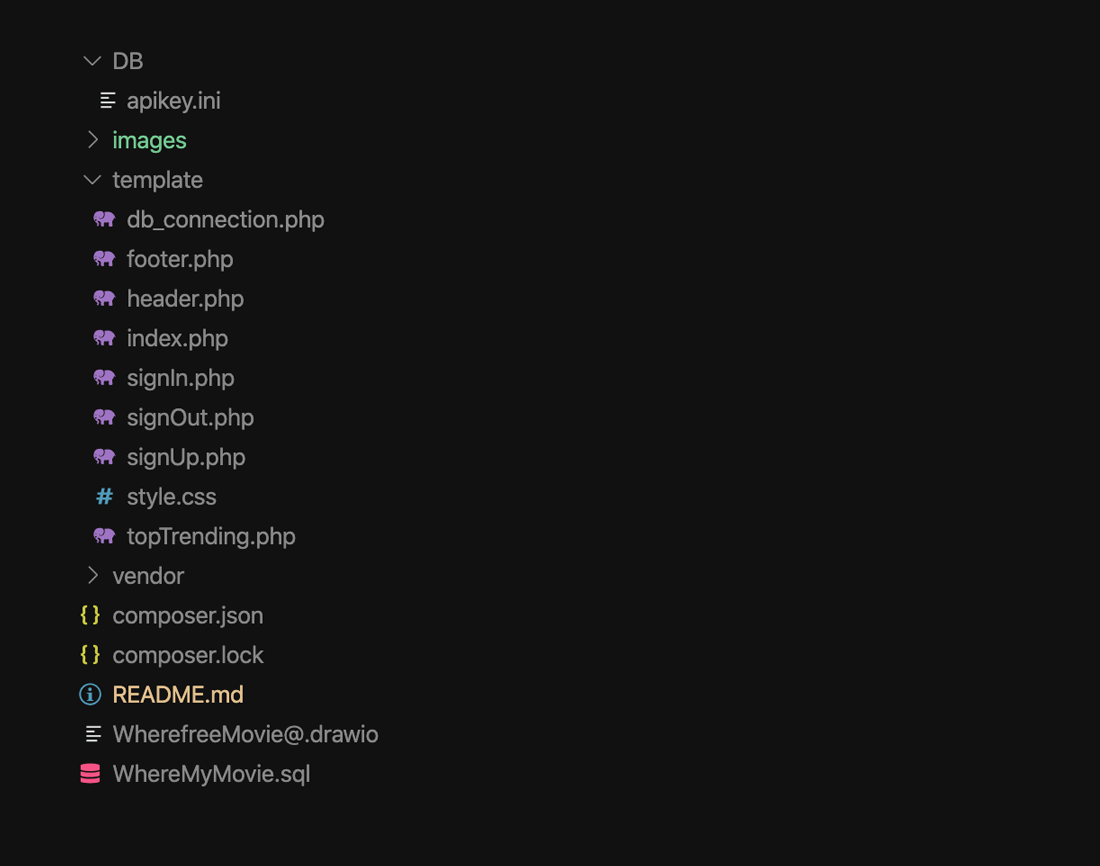 DB
apikey.ini
images
template
db_connection.php
footer.php
header.php
index.php
signIn.php
signOut.php
signUp.php
# style.css
topTrending.php
vendor
{} composer.json
{} composer.lock
README.md
WherefreeMovie@.drawio
WhereMyMovie.sql